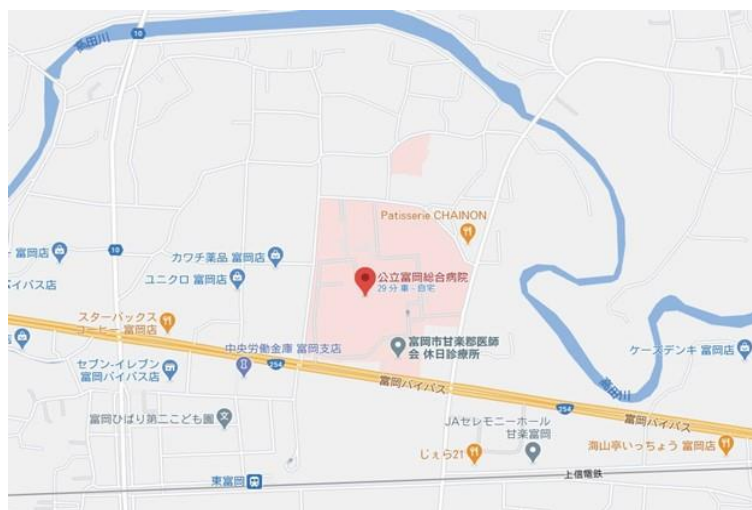 高田川
10
Patisserie CHAINON
富岡店
10
カワチ薬品 富岡店
公立富岡総合病院
29 分 車 - 自宅
イパス店
ユニクロ 富岡店
スターバックス
コーヒー 富岡店
富岡市甘楽郡医師
会 休日診療所
ケーズデンキ 富岡店
店
中央労働金庫 富岡支店
セブン-イレブン
富岡バイパス店
254
富岡バイパス
高田川
254
富岡バイパス
富岡ひばり第二こども園
JAセレモニーホール
甘楽富岡
じぇら21
海山亭いっちょう 富岡店
東富岡
上信電鉄